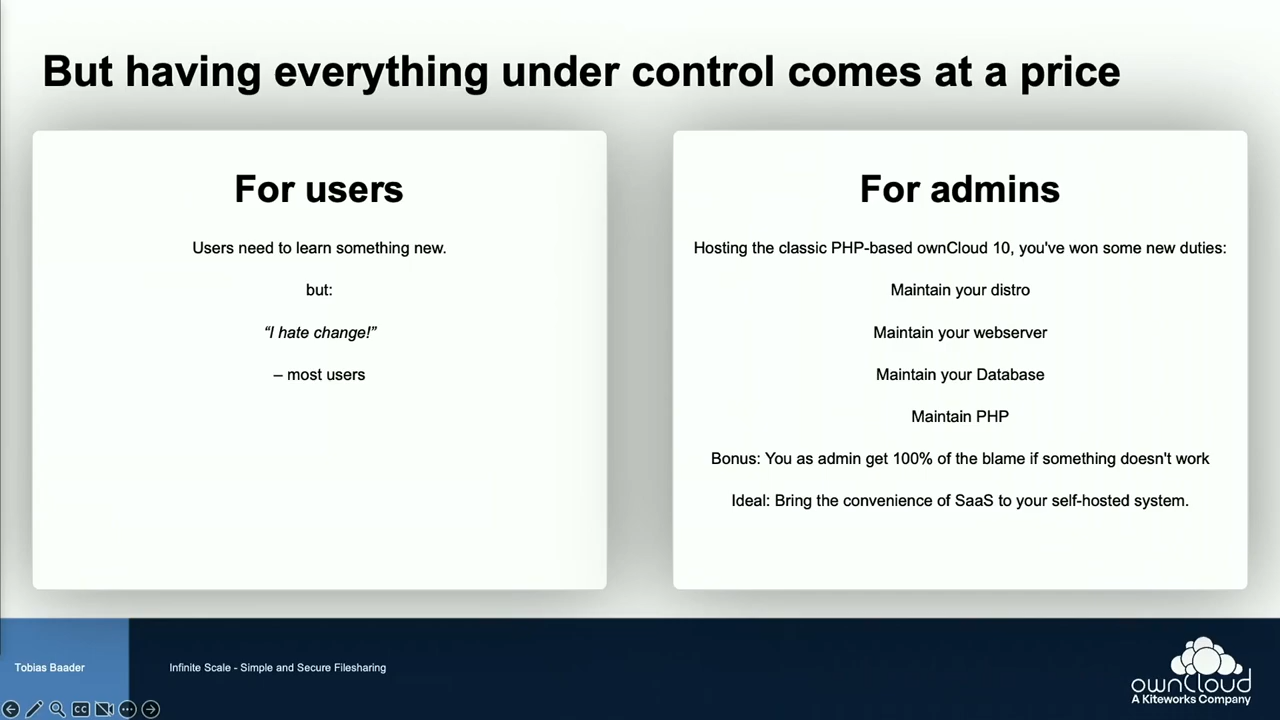 But having everything under control comes at a price
For users
Users need to learn something new.
but:
“I hate change!”
– most users
For admins
Hosting the classic PHP-based ownCloud 10, you've won some new duties:
Maintain your distro
Maintain your webserver
Maintain your Database
Maintain PHP
Bonus: You as admin get 100% of the blame if something doesn't work
Ideal: Bring the convenience of SaaS to your self-hosted system.
Tobias Baader
Infinite Scale - Simple and Secure Filesharing
ownCloud
A Kiteworks Company
CC